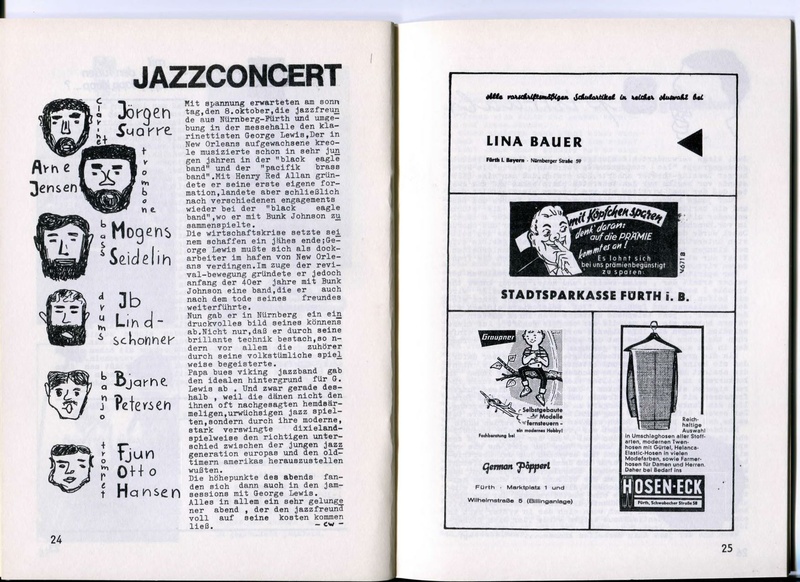 JAZZCONCERT
Clarinet
Jörgen
Svarre
Arne
Jensen
trombone
bass
Mogens
Seidelin
drums
Jb
Lind-
schonner
banjo
Bjarne
Petersen
trompet
Fjun
Otto
Hansen
Mit spannung erwarteten am sonn
tag,den 8.oktober,die jazzfreun
de aus Nürnberg-Fürth und umge-
bung in der messehalle den kla-
rinettisten George Lewis,Der in
New Orleans aufgewachsene kreo-
le musizierte schon in sehr jun
gen jahren in der "black eagle
band" und der "pacifik brass
band".Mit Henry Red Allan grün-
dete er seine erste eigene for-
mation,landete aber schließlich
nach verschiedenen engagements
wieder bei der "black eagle
band",wo er mit Bunk Johnson zu
sammenspielte.
Die wirtschaftskrise setzte sei
nem schaffen ein jähes ende;Ge-
orge Lewis mußte sich als dock-
arbeiter im hafen von New Orle-
ans verdingen.Im zuge der revi-
val-bewegung gründete er jedoch
anfang der 40er jahre mit Bunk
Johnson eine band,die er auch
nach dem tode seines freundes
weiterführte.
Nun gab er in Nürnberg ein ein
druckvolles bild seines könnens
ab.Nicht nur,daß er durch seine
brillante technik bestach,so n-
dern vor allem die zuhörer
durch seine volkstümliche spiel
weise begeisterte.
Papa bues viking jazzband gab
den idealen hintergrund für G.
Lewis ab . Und zwar gerade des-
halb , weil die dänen nicht den
ihnen oft nachgesagten hemdsär-
meligen,urwüchsigen jazz spiel-
ten,sondern durch ihre moderne,
stark verswingte dixieland-
spielweise den richtigen unter-
schied zwischen der jungen jazz
generation europas und den old-
timern amerikas herauszustellen
wußten.
Die höhepunkte des abends fan-
den sich dann auch in den jam-
sessions mit George Lewis.
Alles in allem ein sehr gelunge
ner abend , der den jazzfreund
voll auf seine kosten kommen
ließ. - cw -
24
Alle vorschriftsmäßigen Schulartikel in reicher Auswahl bei
LINA BAUER
Fürth i. Bayern · Nürnberger Straße 59
mit Köpfchen sparen
denk' daran:
auf die PRÄMIE
kommt es an!
Es lohnt sich
bei uns prämienbegünstigt
zu sparen
STADTSPARKASSE FÜRTH i. B.
Graupner
Selbstgebaute
Modelle
fernsteuern -
ein modernes Hobby!
Fachberatung bei
German Pöpperl
Fürth · Marktplatz 1 und
Wilhelmstraße 5 (Billinganlage)
Reich-
haltige
Auswahl
in Umschlaghosen aller Stoff-
arten, modernen Twen-
hosen mit Gürtel, Helanca-
Elastic-Hosen in vielen
Modefarben, sowie Farmer-
hosen für Damen und Herren.
Daher bei Bedarf ins
HOSEN-ECK
Fürth, Schwabacher Straße 58
25